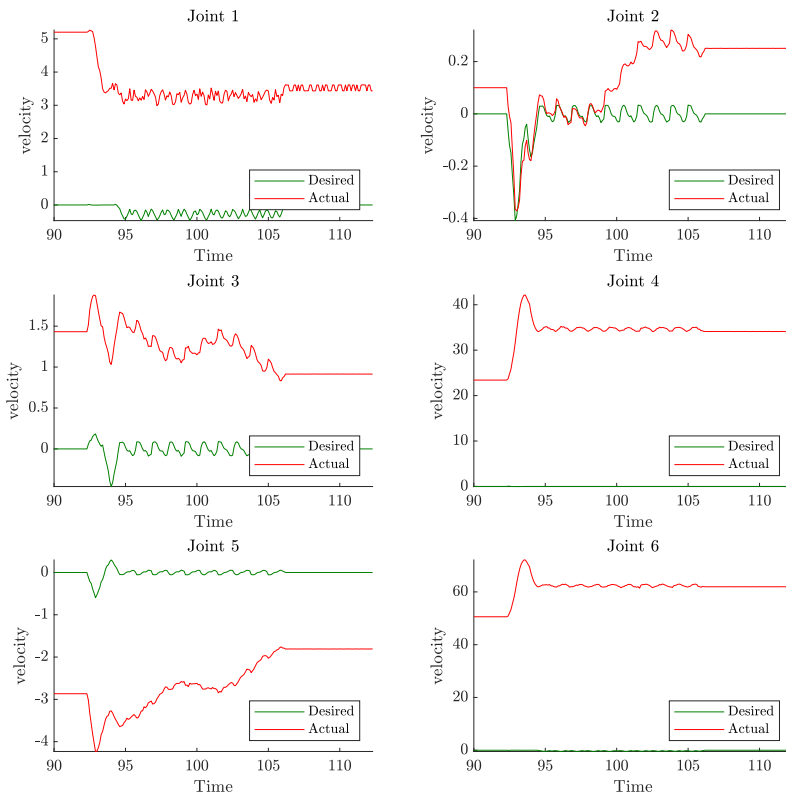 Joint 1
velocity
5
4
3
2
1
0
Desired
Actual
90
95
100
105
110
Time
Joint 2
velocity
0.2
0
-0.2
-0.4
Desired
Actual
90
95
100
105
110
Time
Joint 3
velocity
1.5
1
0.5
0
Desired
Actual
90
95
100
105
110
Time
Joint 4
velocity
40
30
20
10
0
Desired
Actual
90
95
100
105
110
Time
Joint 5
velocity
0
-1
-2
-3
-4
Desired
Actual
90
95
100
105
110
Time
Joint 6
velocity
60
40
20
0
Desired
Actual
90
95
100
105
110
Time